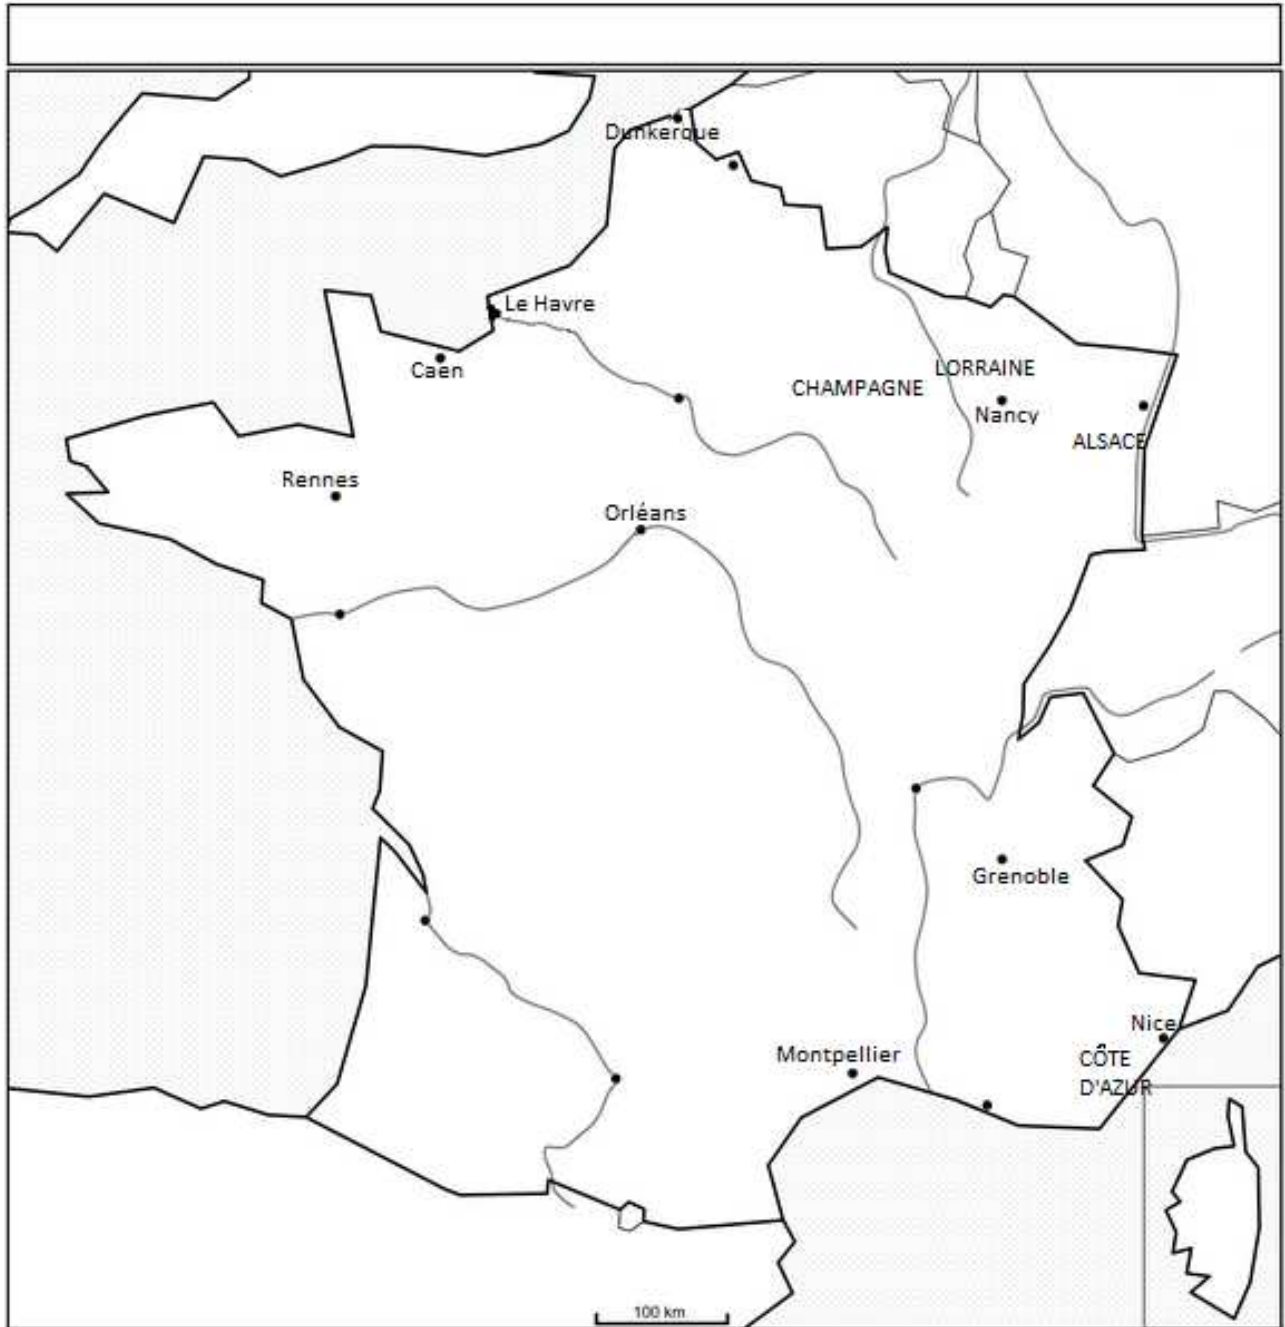 Dunkerque
Le Havre
Caen
LORRAINE
CHAMPAGNE
Nancy
ALSACE
Rennes
Orléans
Grenoble
Nice
Montpellier
CÔTE
D'AZUR
100 km